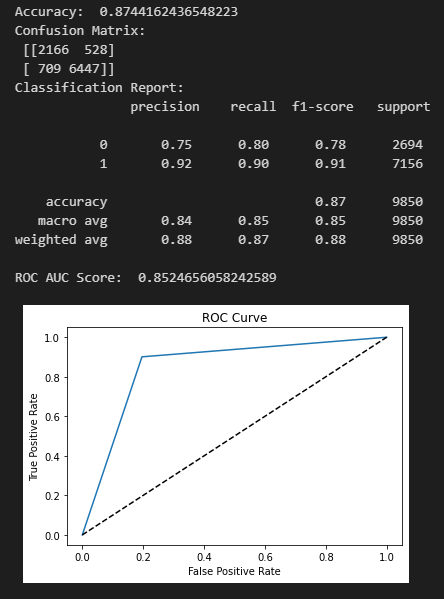 Accuracy:  0.8744162436548223
Confusion Matrix:
[[2166  528]
[ 709 6447]]
Classification Report:
precision    recall  f1-score   support
0       0.75      0.80      0.78      2694
1       0.92      0.90      0.91      7156
accuracy                           0.87      9850
macro avg       0.84      0.85      0.85      9850
weighted avg       0.88      0.87      0.88      9850
ROC AUC Score:  0.8524656058242589
ROC Curve
1.0
0.8
0.6
0.4
0.2
0.0
True Positive Rate
0.0 0.2 0.4 0.6 0.8 1.0
False Positive Rate